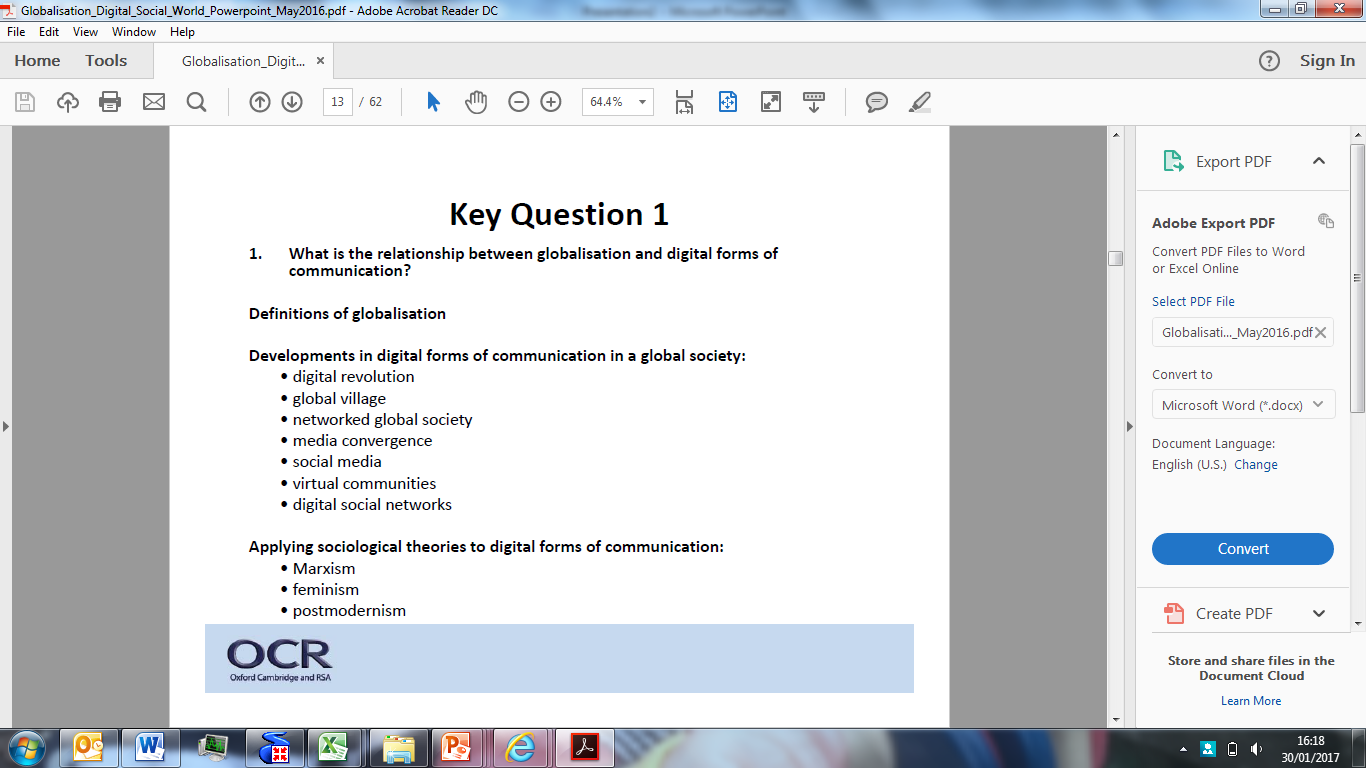 Globalisation_Digital_Social_World_Powerpoint_May2016.pdf - Adobe Acrobat Reader DC
File Edit View Window Help
Home Tools Globalisation_Digit... × ? Sign In
13 / 62 64.4%
Key Question 1
1. What is the relationship between globalisation and digital forms of
communication?
Definitions of globalisation
Developments in digital forms of communication in a global society:
• digital revolution
• global village
• networked global society
• media convergence
• social media
• virtual communities
• digital social networks
Applying sociological theories to digital forms of communication:
• Marxism
• feminism
• postmodernism
OCR
Oxford Cambridge and RSA
Export PDF
Adobe Export PDF
Convert PDF Files to Word
or Excel Online
Select PDF File
Globalisati..._May2016.pdf
Convert to
Microsoft Word (*.docx)
Document Language:
English (U.S.) Change
Convert
Create PDF
Store and share files in the
Document Cloud
Learn More
16:18
30/01/2017